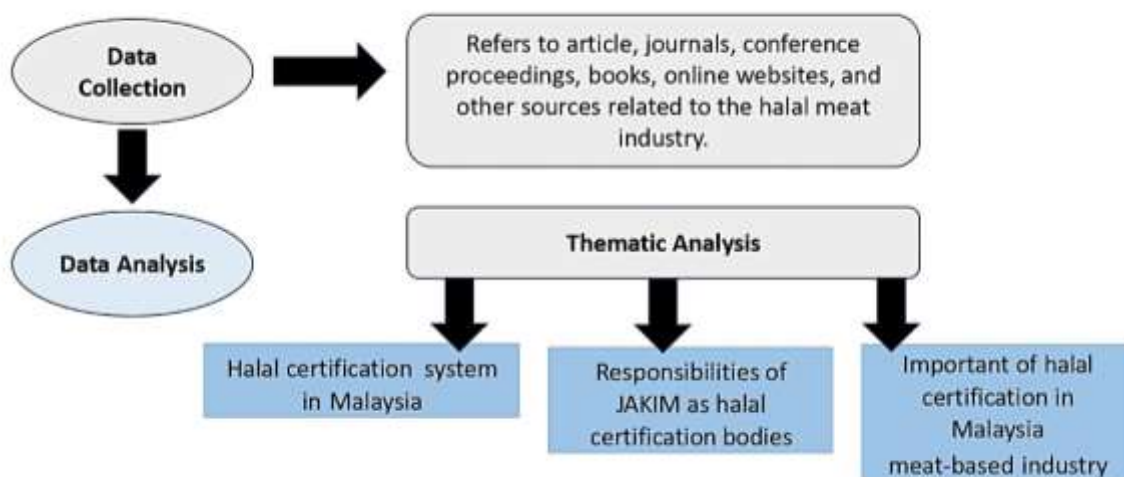 Data
Collection
Refers to article, journals, conference
proceedings, books, online websites, and
other sources related to the halal meat
industry.
Data Analysis
Thematic Analysis
Halal certification system
in Malaysia
Responsibilities of
JAKIM as halal
certification bodies
Important of halal
certification in
Malaysia
meat-based industry